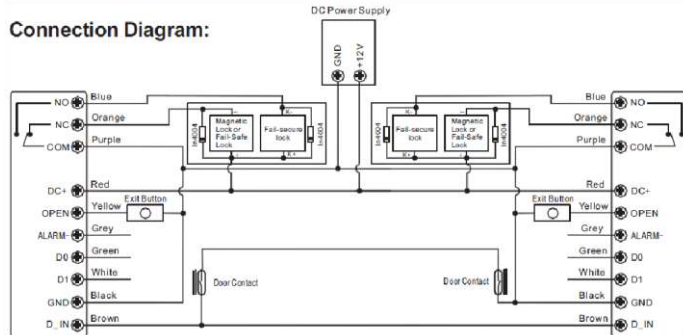 DC Power Supply
Connection Diagram:
GND
+12V
NO
Blue
K-
K-
Blue
NO
NC
Orange
In4004
Magnetic
Lock or
Fail-Safe
Lock
Fail-secure
lock
In4004
In4004
Fail-secure
lock
Magnetic
Lock or
Fail-Safe
Lock
In4004
Orange
NC
COM
Purple
K+
K+
Purple
COM
DC+
Red
Red
DC+
OPEN
Yellow
Exit Button
Exit Button
Yellow
OPEN
ALARM-
Grey
Grey
ALARM-
D0
Green
Green
D0
D1
White
Door Contact
Door Contact
White
D1
GND
Black
Black
GND
D_IN
Brown
Brown
D_IN